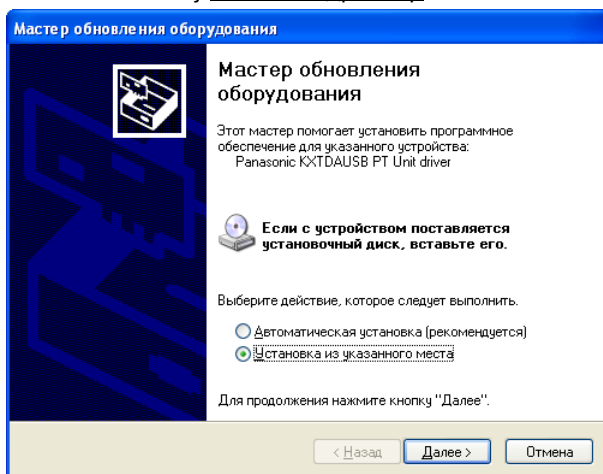 Мастер обновления оборудования
Мастер обновления
оборудования
Этот мастер помогает установить программное
обеспечение для указанного устройства:
Panasonic KXTDAUSB PT Unit driver
Если с устройством поставляется
установочный диск, вставьте его.
Выберите действие, которое следует выполнить.
Автоматическая установка (рекомендуется)
Установка из указанного места
Для продолжения нажмите кнопку "Далее".
< Назад Далее > Отмена